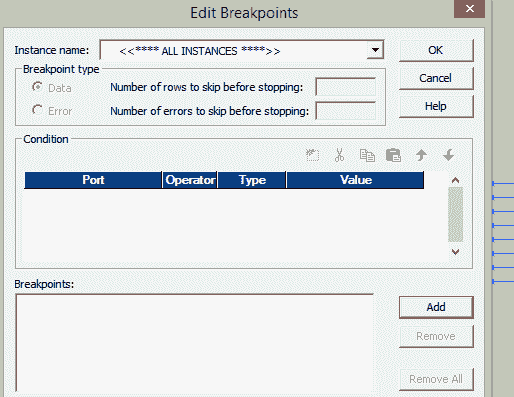 Edit Breakpoints
Instance name: <<**** ALL INSTANCES ****>> OK
Breakpoint type
Cancel
Data Number of rows to skip before stopping:
Help
Error Number of errors to skip before stopping:
Condition
Port Operator Type Value
Breakpoints:
Add
Remove
Remove All